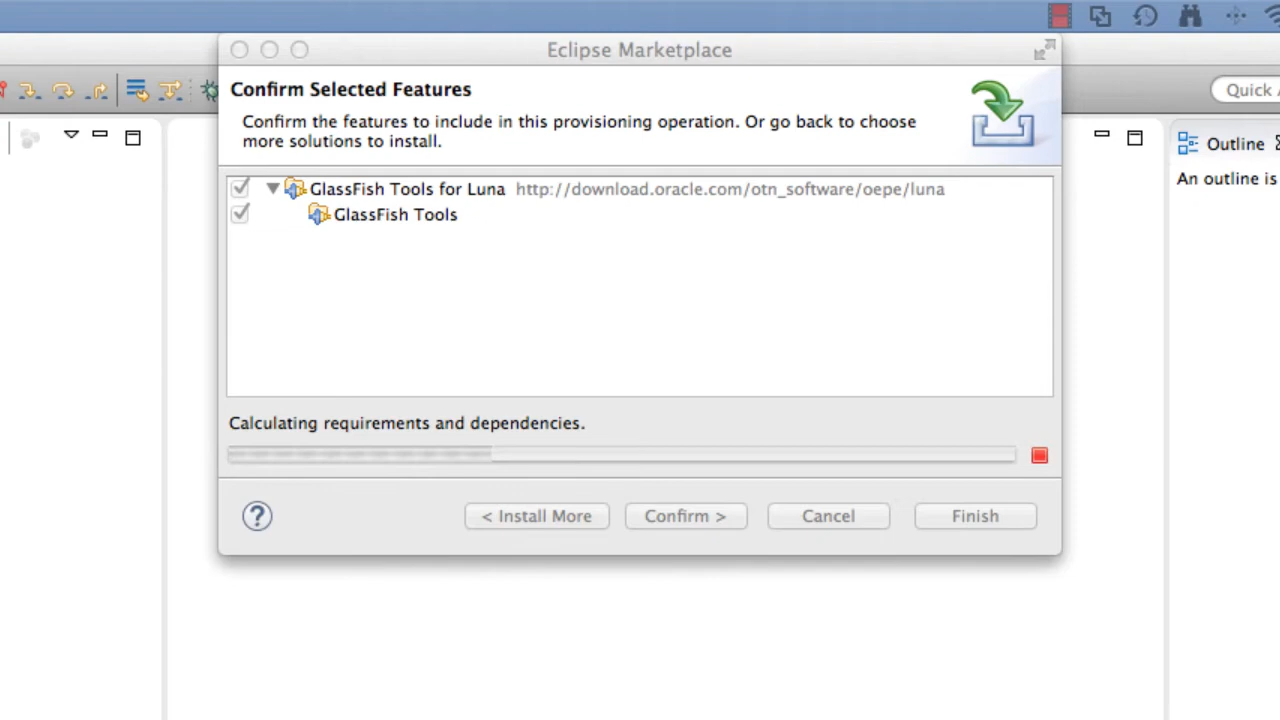 Eclipse Marketplace
Confirm Selected Features
Quick
Confirm the features to include in this provisioning operation. Or go back to choose
more solutions to install.
Outline
An outline is
GlassFish Tools for Luna http://download.oracle.com/otn_software/oepe/luna
GlassFish Tools
Calculating requirements and dependencies.
? < Install More Confirm > Cancel Finish